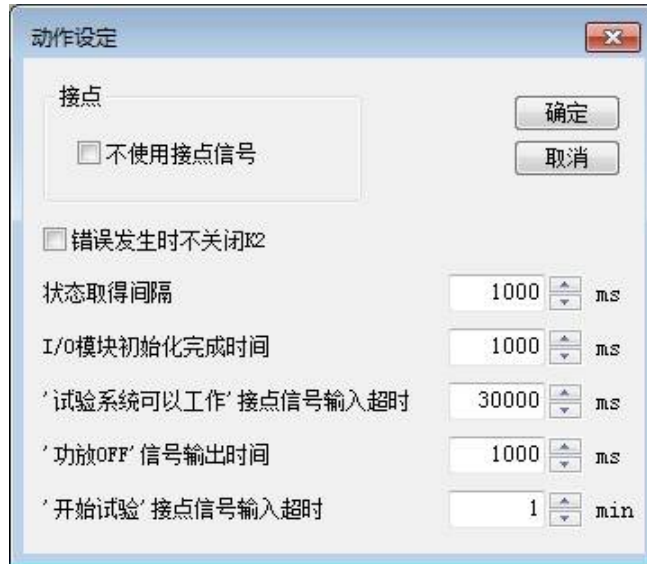 动作设定
接点
不使用接点信号
确定
取消
错误发生时不关闭K2
状态取得间隔 1000 ms
I/O模块初始化完成时间 1000 ms
'试验系统可以工作'接点信号输入超时 30000 ms
'功放OFF'信号输出时间 1000 ms
'开始试验'接点信号输入超时 1 min